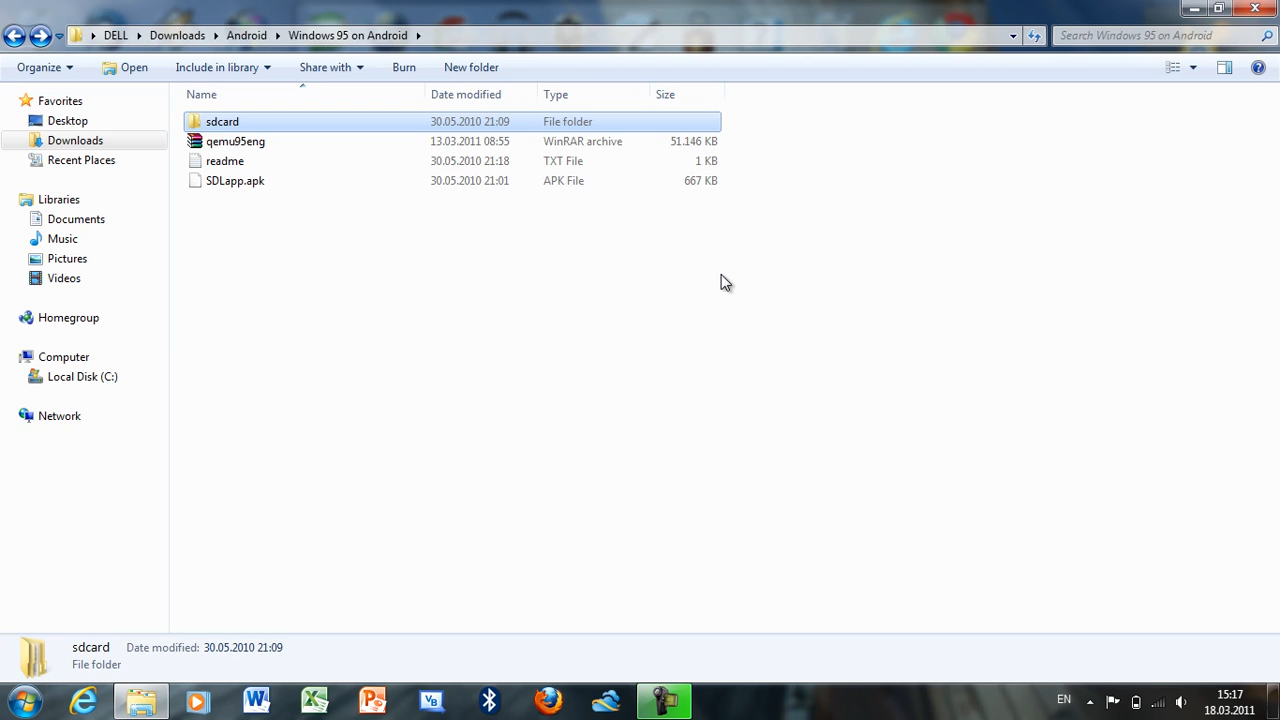 DELL Downloads Android Windows 95 on Android Search Windows 95 on Android
Organize Open Include in library Share with Burn New folder
Name Date modified Type Size
Favorites
Desktop
Downloads
Recent Places
Libraries
Documents
Music
Pictures
Videos
Homegroup
Computer
Local Disk (C:)
Network
sdcard 30.05.2010 21:09 File folder
qemu95eng 13.03.2011 08:55 WinRAR archive 51.146 KB
readme 30.05.2010 21:18 TXT File 1 KB
SDLapp.apk 30.05.2010 21:01 APK File 667 KB
sdcard Date modified: 30.05.2010 21:09
File folder
EN 15:17
18.03.2011